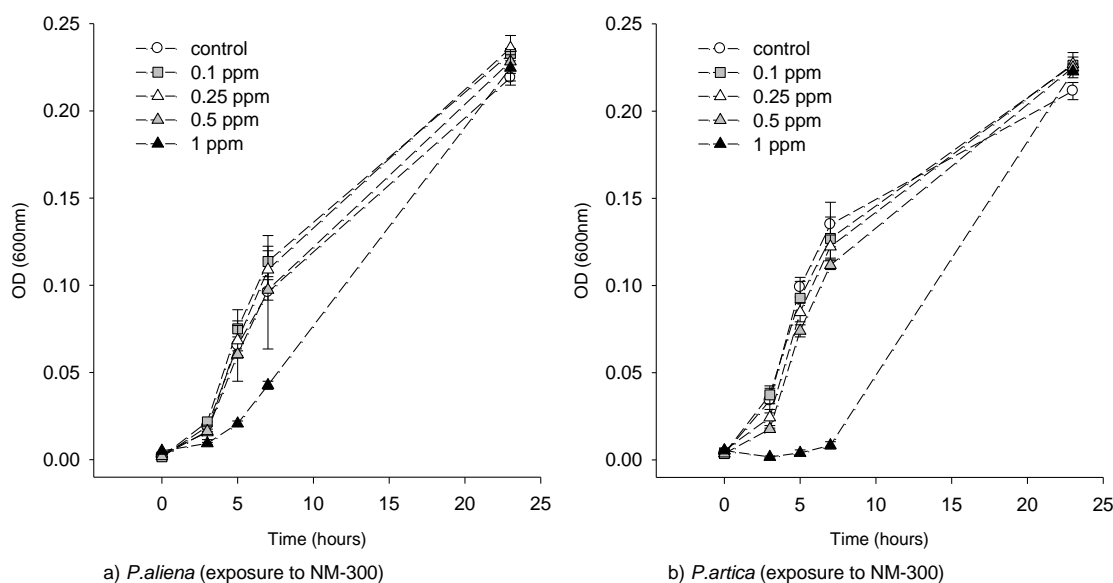 0.25
0.20
0.15
0.10
0.05
0.00
OD (600nm)
control
0.1 ppm
0.25 ppm
0.5 ppm
1 ppm
0 5 10 15 20 25
Time (hours)
a) P.aliena (exposure to NM-300)
0.25
0.20
0.15
0.10
0.05
0.00
OD (600nm)
control
0.1 ppm
0.25 ppm
0.5 ppm
1 ppm
0 5 10 15 20 25
Time (hours)
b) P.artica (exposure to NM-300)